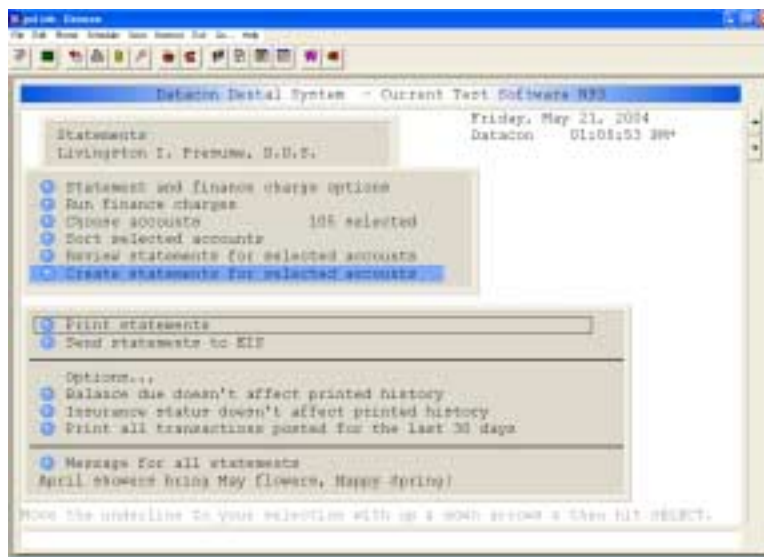 Datacon Dental System - Current Test Software
Friday, May 21, 2004
Statements
Datacon 01:08:53
Livingston I. Presume, D.D.S.
Statement and finance charge options
Run finance charges
Choose accounts 105 selected
Sort selected accounts
Review statements for selected accounts
Create statements for selected accounts
Print statements
Send statements to
Options...
Balance due doesn't affect printed history
Insurance status doesn't affect printed history
Print all transactions posted for the last 30 days
Message for all statements
April showers bring May flowers, Happy Spring!
Move the underline to your selection with up & down arrows & then hit SELECT.